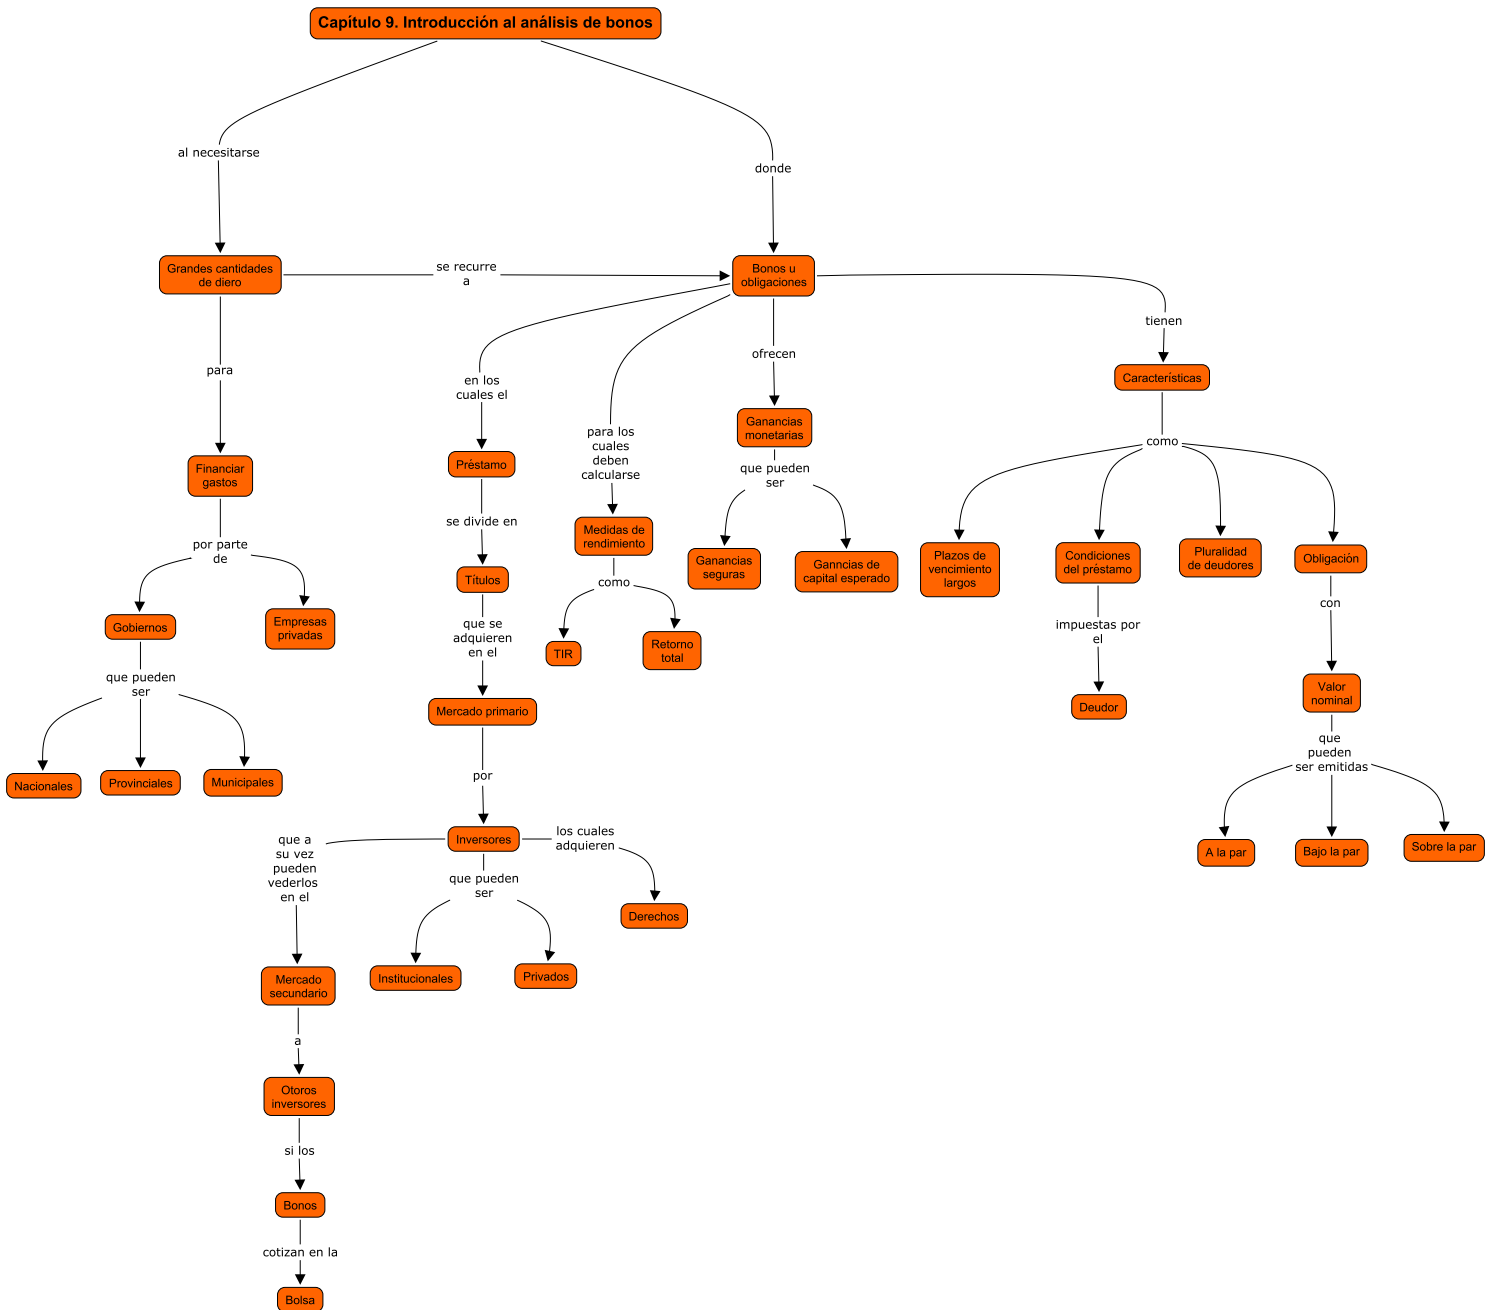 Capítulo 9. Introducción al análisis de bonos
al necesitarse
donde
Grandes cantidades
de diero
se recurre
a
Bonos u
obligaciones
para
Financiar
gastos
por parte
de
Gobiernos
Empresas
privadas
que pueden
ser
Nacionales
Provinciales
Municipales
en los
cuales el
Préstamo
se divide en
Títulos
que se
adquieren
en el
Mercado primario
por
Inversores
que a
su vez
pueden
vederlos
en el
que pueden
ser
los cuales
adquieren
Derechos
Institucionales
Privados
Mercado
secundario
a
Otoros
inversores
si los
Bonos
cotizan en la
Bolsa
para los
cuales
deben
calcularse
Medidas de
rendimiento
como
TIR
Retorno
total
ofrecen
Ganancias
monetarias
que pueden
ser
Ganancias
seguras
Ganncias de
capital esperado
tienen
Características
como
Plazos de
vencimiento
largos
Condiciones
del préstamo
impuestas por
el
Deudor
Pluralidad
de deudores
Obligación
con
Valor
nominal
que
pueden
ser emitidas
A la par
Bajo la par
Sobre la par